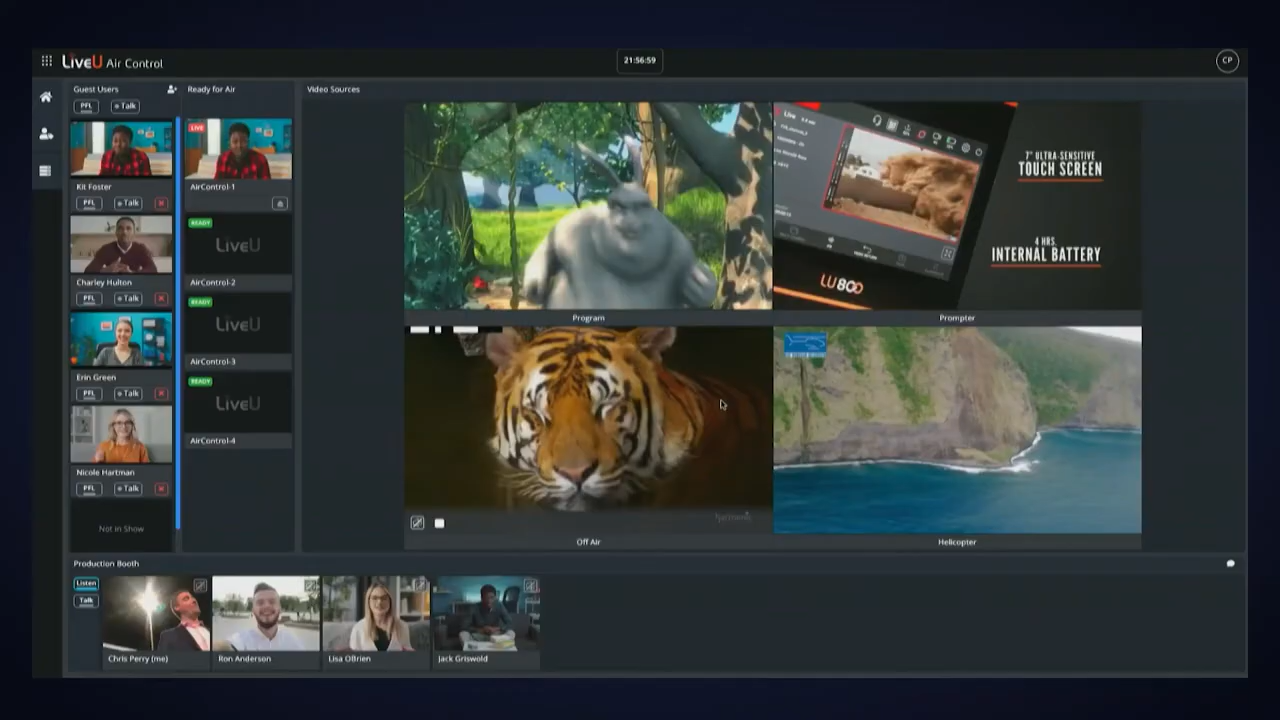 LiveU Air Control
21:56:59
CP
Guest Users
PFL
Talk
Kit Foster
PFL
Talk
Charley Hulton
PFL
Talk
Erin Green
PFL
Talk
Nicole Hartman
PFL
Talk
Not in Show
Ready for Air
LIVE
AirControl-1
READY
LiveU
AirControl-2
READY
LiveU
AirControl-3
READY
LiveU
AirControl-4
Video Sources
Program
Live
7" ULTRA-SENSITIVE
TOUCH SCREEN
4 HRS.
INTERNAL BATTERY
LU800
Prompter
Off Air
Helicopter
Production Booth
Listen
Talk
Chris Perry (me)
Ron Anderson
Lisa OBrien
Jack Griswold